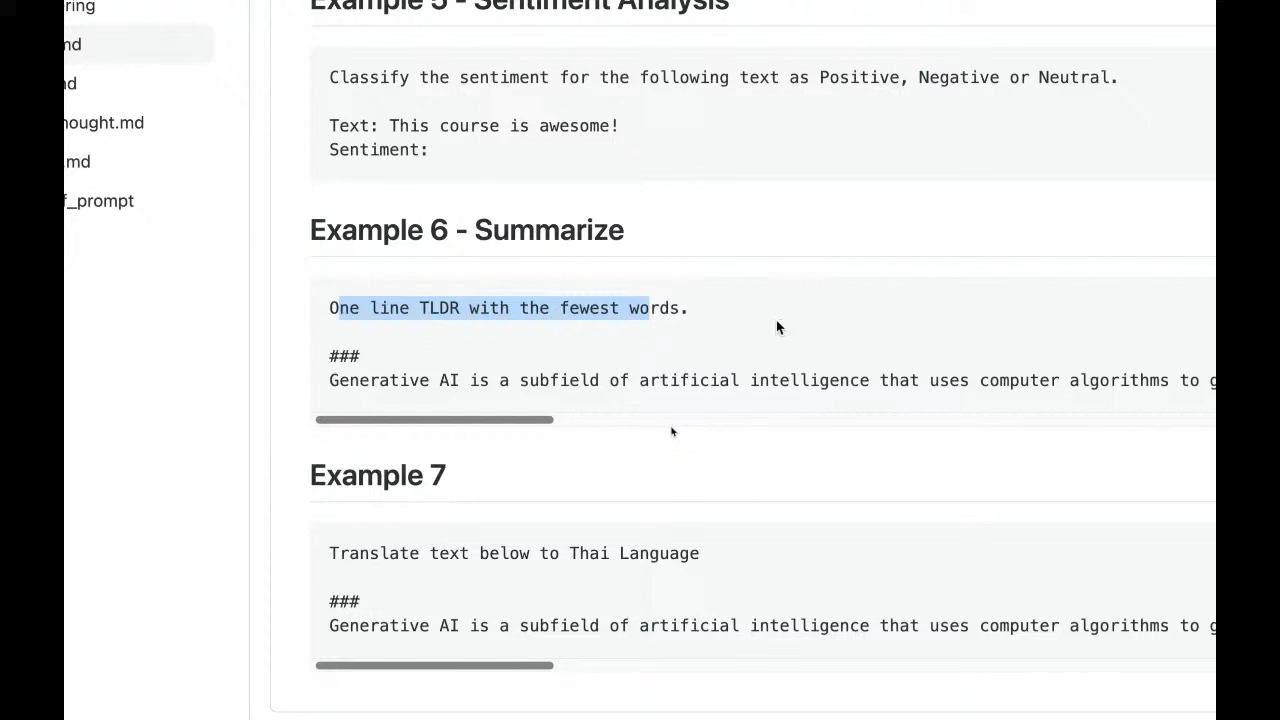 ring
md
nd
hought.md
.md
f_prompt
Example 5 - Sentiment Analysis
Classify the sentiment for the following text as Positive, Negative or Neutral.
Text: This course is awesome!
Sentiment:
Example 6 - Summarize
One line TLDR with the fewest words.
###
Generative AI is a subfield of artificial intelligence that uses computer algorithms to g
Example 7
Translate text below to Thai Language
###
Generative AI is a subfield of artificial intelligence that uses computer algorithms to g